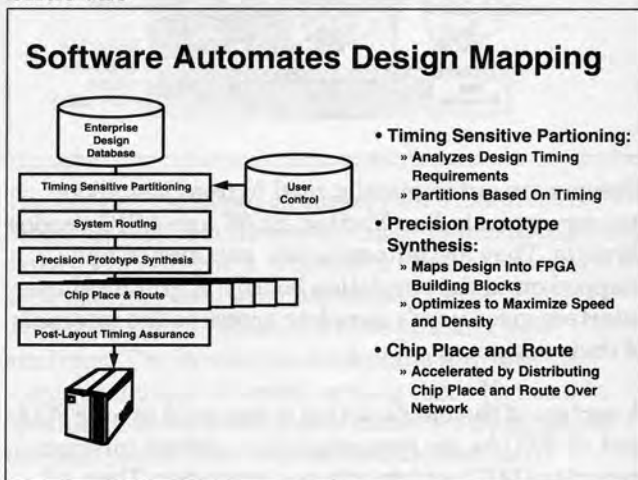 Software Automates Design Mapping
Enterprise
Design
Database
Timing Sensitive Partitioning
User
Control
System Routing
Precision Prototype Synthesis
Chip Place & Route
Post-Layout Timing Assurance
• Timing Sensitive Partioning:
» Analyzes Design Timing
Requirements
» Partitions Based On Timing
• Precision Prototype
Synthesis:
» Maps Design Into FPGA
Building Blocks
» Optimizes to Maximize Speed
and Density
• Chip Place and Route
» Accelerated by Distributing
Chip Place and Route Over
Network